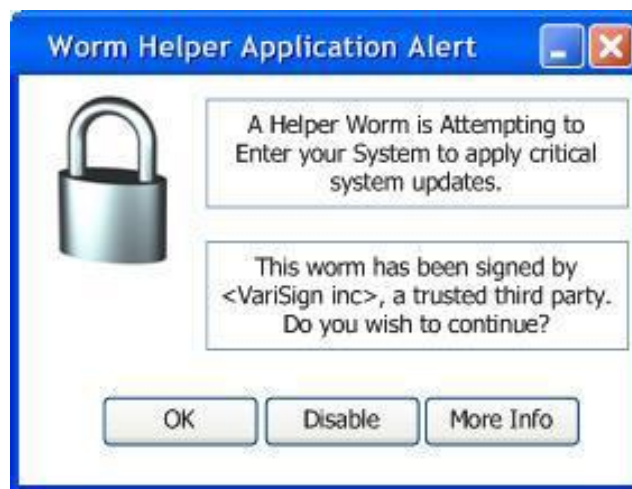 Worm Helper Application Alert
A Helper Worm is Attempting to
Enter your System to apply critical
system updates.
This worm has been signed by
<VariSign inc>, a trusted third party.
Do you wish to continue?
OK
Disable
More Info